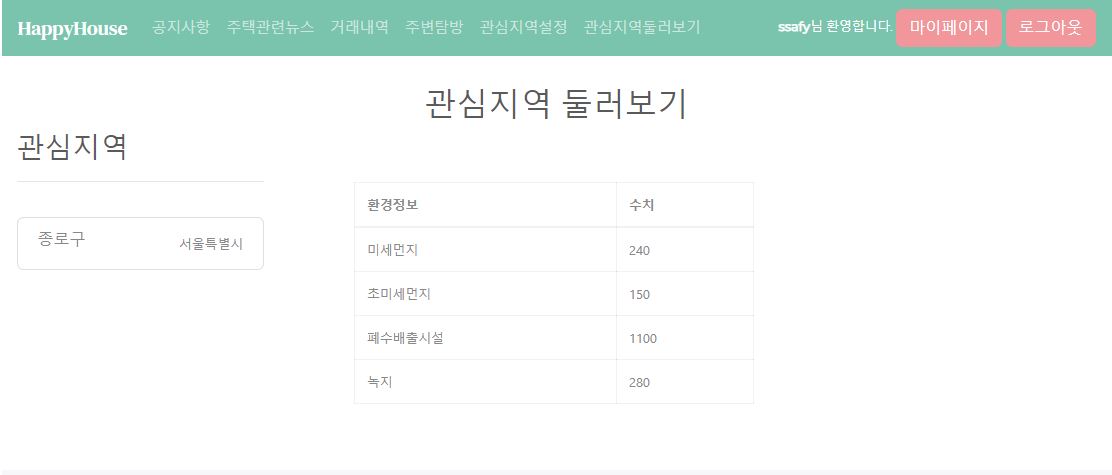 HappyHouse 공지사항 주택관련뉴스 거래내역 주변탐방 관심지역설정 관심지역둘러보기 ssafy님 환영합니다. 마이페이지 로그아웃
관심지역 둘러보기
관심지역
종로구 서울특별시
환경정보 수치
미세먼지 240
초미세먼지 150
폐수배출시설 1100
녹지 280